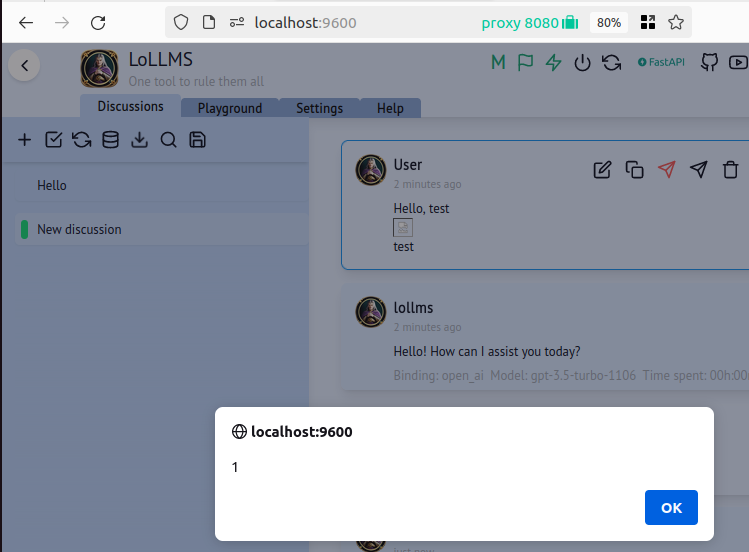 localhost:9600
proxy 8080
80%
LoLLMS
One tool to rule them all
M
FastAPI
Discussions
Playground
Settings
Help
Hello
New discussion
User
2 minutes ago
Hello, test
test
lollms
2 minutes ago
Hello! How can I assist you today?
Binding: open_ai Model: gpt-3.5-turbo-1106 Time spent: 00h:00
localhost:9600
1
OK
just now